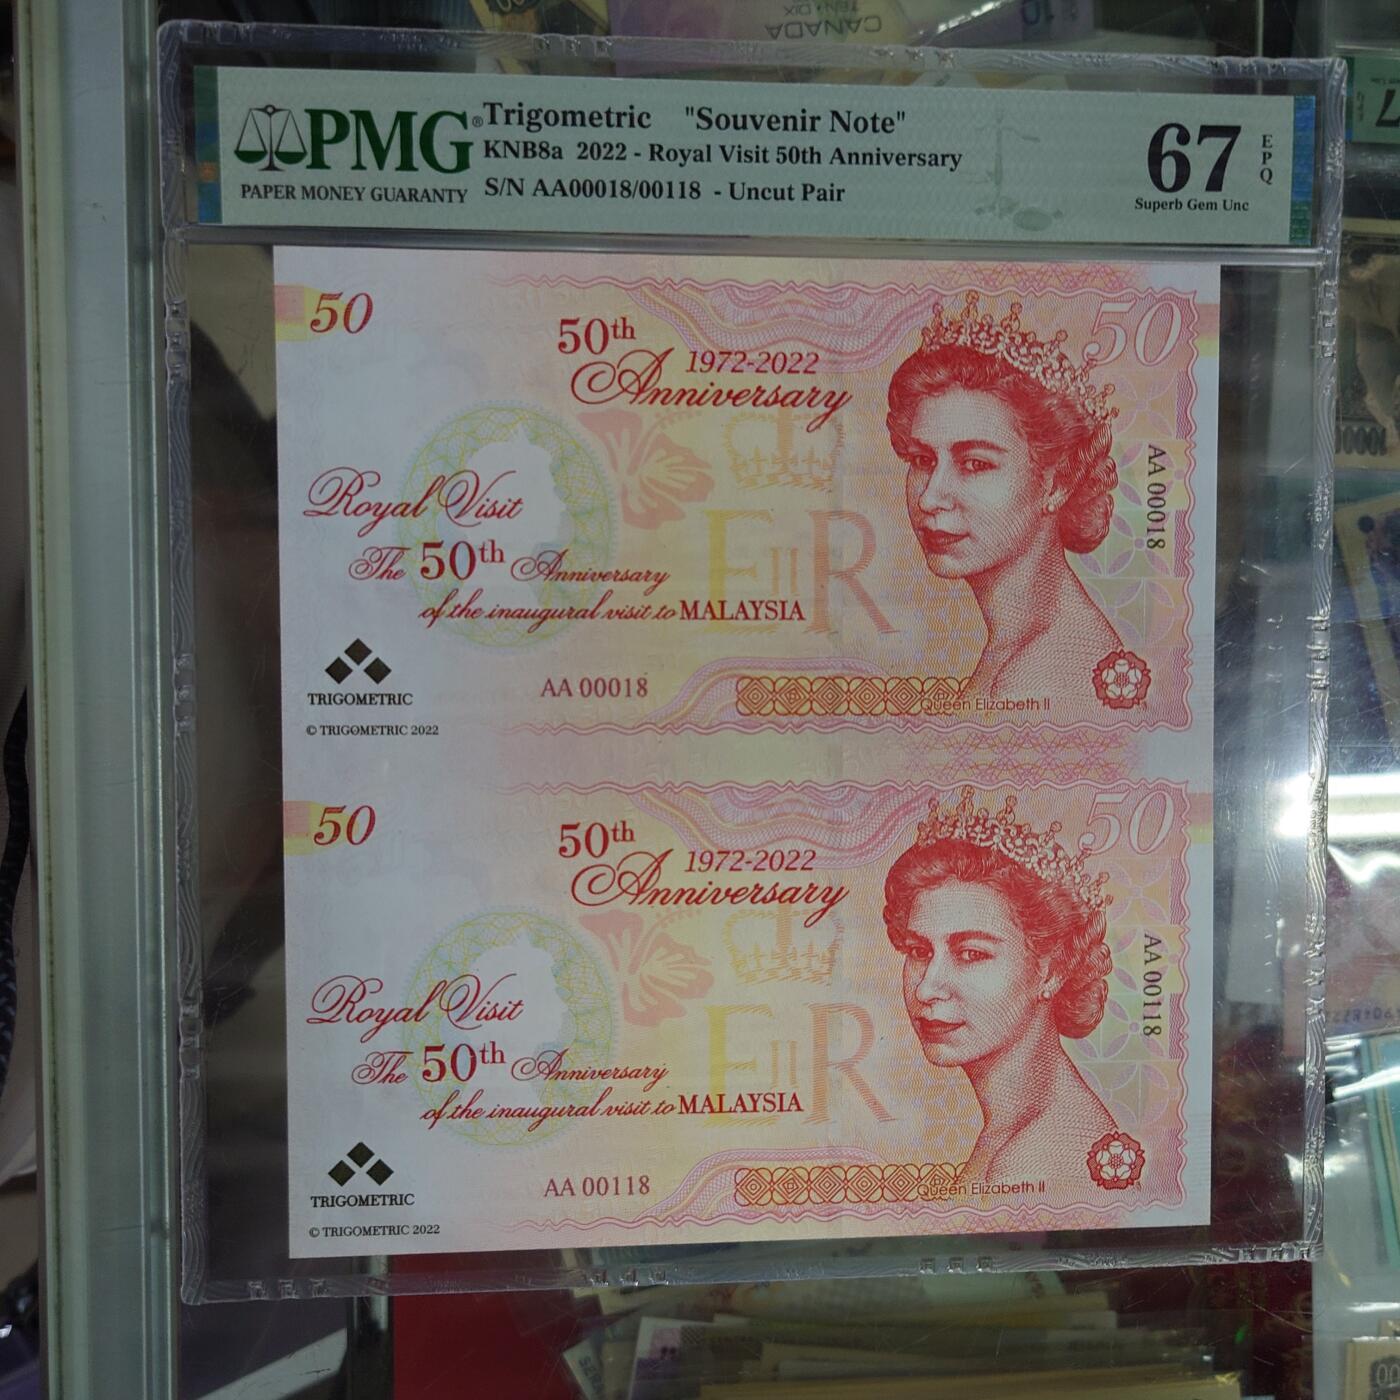 CANADA
TEN • DIX
PMG®
PAPER MONEY GUARANTY
Trigometric "Souvenir Note"
KNB8a 2022 - Royal Visit 50th Anniversary
S/N AA00018/00118 - Uncut Pair
67
EPQ
Superb Gem Unc
50
50th
1972-2022
Anniversary
50
Royal Visit
The 50th Anniversary
of the inaugural visit to MALAYSIA
EIIR
AA 00018
TRIGOMETRIC
AA 00018
Queen Elizabeth II
© TRIGOMETRIC 2022
50
50th
1972-2022
Anniversary
50
Royal Visit
The 50th Anniversary
of the inaugural visit to MALAYSIA
EIIR
AA 00118
TRIGOMETRIC
AA 00118
Queen Elizabeth II
© TRIGOMETRIC 2022